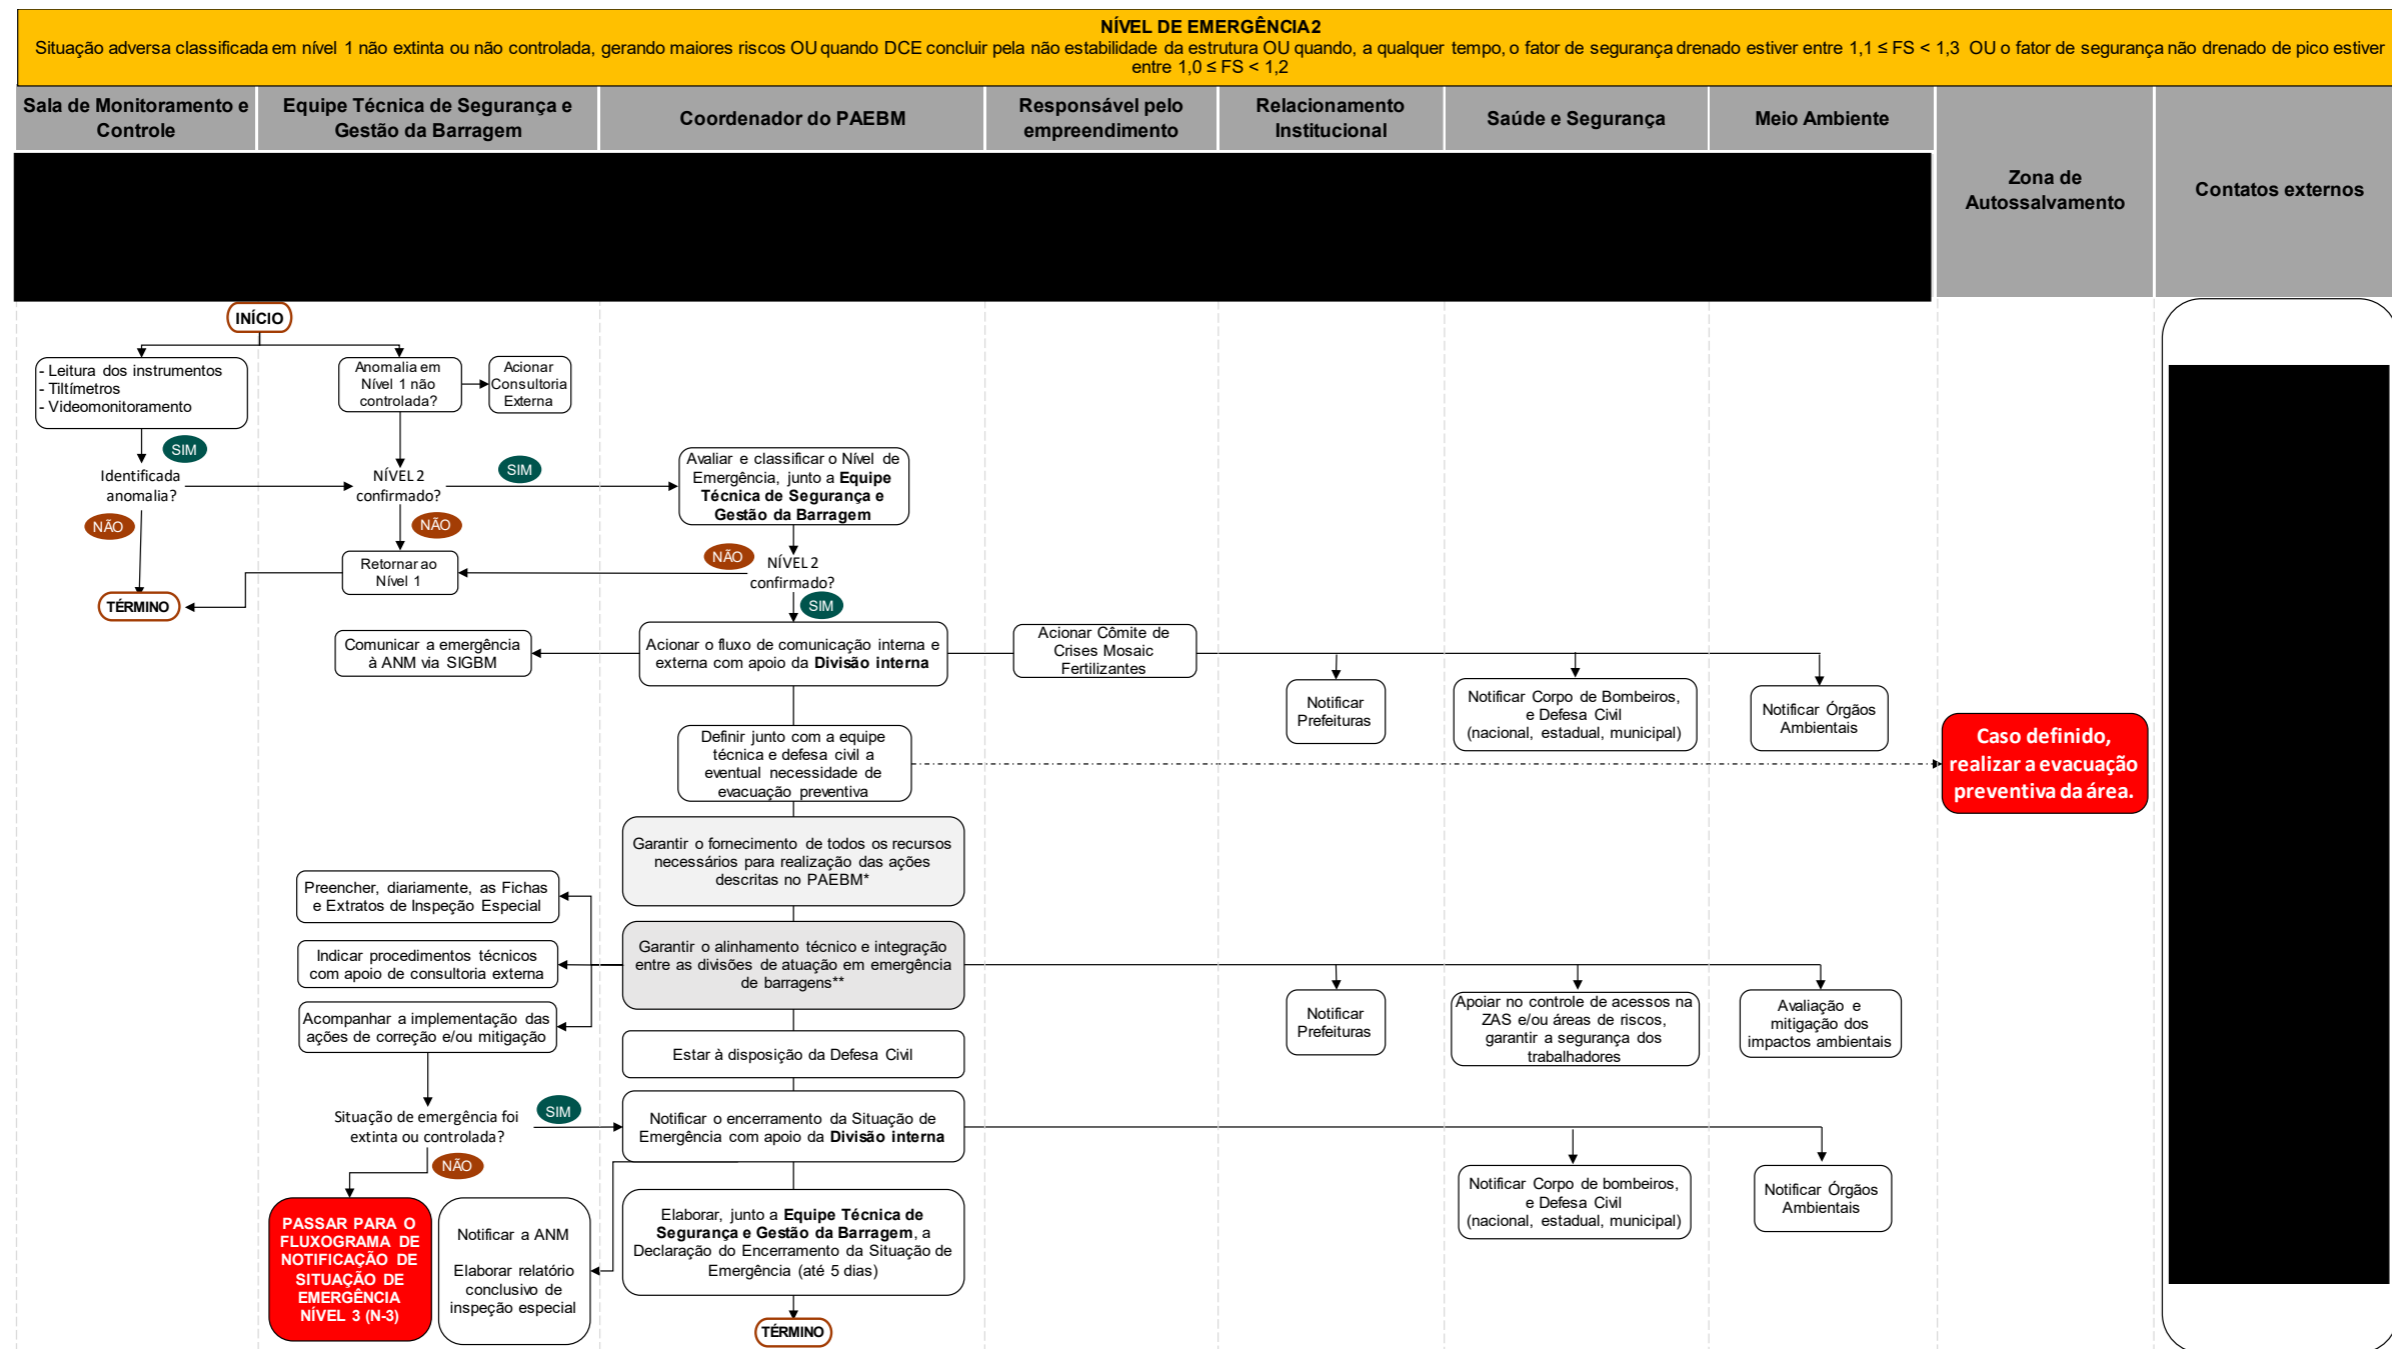 NÍVEL DE EMERGÊNCIA 2
Situação adversa classificada em nível 1 não extinta ou não controlada, gerando maiores riscos OU quando DCE concluir pela não estabilidade da estrutura OU quando, a qualquer tempo, o fator de segurança drenado estiver entre 1,1 ≤ FS < 1,3 OU o fator de segurança não drenado de pico estiver
entre 1,0 ≤ FS < 1,2
Sala de Monitoramento e
Controle
Equipe Técnica de Segurança e
Gestão da Barragem
Coordenador do PAEBM
Responsável pelo
empreendimento
Relacionamento
Institucional
Saúde e Segurança
Meio Ambiente
Zona de
Autossalvamento
Contatos externos
INÍCIO
- Leitura dos instrumentos
- Tiltímetros
- Videomonitoramento
Anomalia em
Nível 1 não
controlada?
Acionar
Consultoria
Externa
SIM
Identificada
anomalia?
NÍVEL 2
confirmado?
SIM
Avaliar e classificar o Nível de
Emergência, junto a Equipe
Técnica de Segurança e
Gestão da Barragem
NÃO
NÃO
Retornar ao
Nível 1
NÃO
NÍVEL 2
confirmado?
TÉRMINO
SIM
Comunicar a emergência
à ANM via SIGBM
Acionar o fluxo de comunicação interna e
externa com apoio da Divisão interna
Acionar Cômite de
Crises Mosaic
Fertilizantes
Notificar
Prefeituras
Notificar Corpo de Bombeiros,
e Defesa Civil
(nacional, estadual, municipal)
Notificar Órgãos
Ambientais
Definir junto com a equipe
técnica e defesa civil a
eventual necessidade de
evacuação preventiva
Caso definido,
realizar a evacuação
preventiva da área.
Garantir o fornecimento de todos os recursos
necessários para realização das ações
descritas no PAEBM*
Preencher, diariamente, as Fichas
e Extratos de Inspeção Especial
Indicar procedimentos técnicos
com apoio de consultoria externa
Garantir o alinhamento técnico e integração
entre as divisões de atuação em emergência
de barragens**
Acompanhar a implementação das
ações de correção e/ou mitigação
Notificar
Prefeituras
Apoiar no controle de acessos na
ZAS e/ou áreas de riscos,
garantir a segurança dos
trabalhadores
Avaliação e
mitigação dos
impactos ambientais
Estar à disposição da Defesa Civil
Situação de emergência foi
extinta ou controlada?
SIM
Notificar o encerramento da Situação de
Emergência com apoio da Divisão interna
NÃO
Notificar Corpo de bombeiros,
e Defesa Civil
(nacional, estadual, municipal)
Notificar Órgãos
Ambientais
PASSAR PARA O
FLUXOGRAMA DE
NOTIFICAÇÃO DE
SITUAÇÃO DE
EMERGÊNCIA
NÍVEL 3 (N-3)
Notificar a ANM
Elaborar relatório
conclusivo de
inspeção especial
Elaborar, junto a Equipe Técnica de
Segurança e Gestão da Barragem, a
Declaração do Encerramento da Situação de
Emergência (até 5 dias)
TÉRMINO